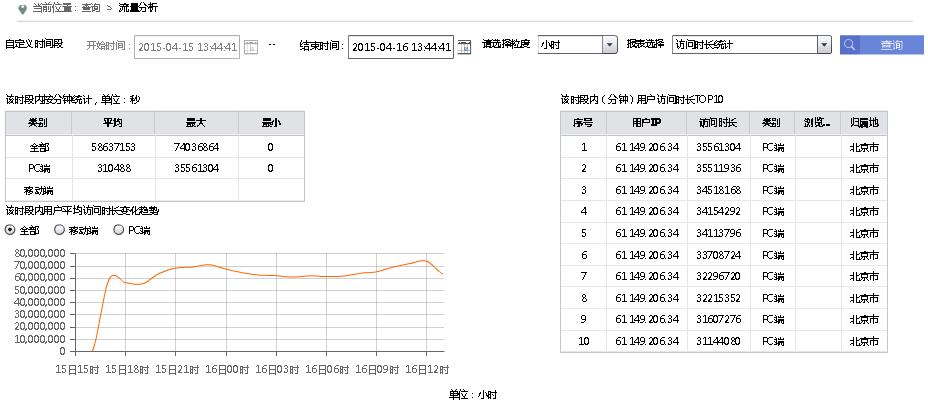 当前位置：查询 > 流量分析
自定义时间段 开始时间：2015-04-15 13:44:41 -- 结束时间：2015-04-16 13:44:41 请选择粒度 小时 报表选择 访问时长统计 查询
该时段内按分钟统计，单位：秒
类别 平均 最大 最小
全部 58637153 74036864 0
PC端 310488 35561304 0
移动端
该时段内用户平均访问时长变化趋势
全部 移动端 PC端
80,000,000
70,000,000
60,000,000
50,000,000
40,000,000
30,000,000
20,000,000
10,000,000
0
15日15时 15日18时 15日21时 16日00时 16日03时 16日06时 16日09时 16日12时
单位：小时
该时段内（分钟）用户访问时长TOP10
序号 用户IP 访问时长 类别 浏览... 归属地
1 61.149.206.34 35561304 PC端 北京市
2 61.149.206.34 35511936 PC端 北京市
3 61.149.206.34 34518168 PC端 北京市
4 61.149.206.34 34154292 PC端 北京市
5 61.149.206.34 34113796 PC端 北京市
6 61.149.206.34 33708724 PC端 北京市
7 61.149.206.34 32296720 PC端 北京市
8 61.149.206.34 32215352 PC端 北京市
9 61.149.206.34 31607276 PC端 北京市
10 61.149.206.34 31144080 PC端 北京市